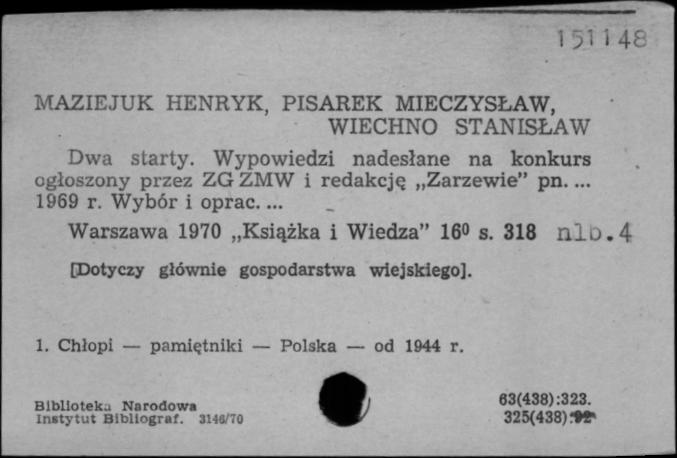 151148
MAZIEJUK HENRYK, PISAREK MIECZYSŁAW,
WIECHNO STANISŁAW
Dwa starty. Wypowiedzi nadesłane na konkurs
ogłoszony przez ZG ZMW i redakcję „Zarzewie” pn. ...
1969 r. Wybór i oprac. ...
Warszawa 1970 „Książka i Wiedza” 16⁰ s. 318 nlb. 4
[Dotyczy głównie gospodarstwa wiejskiego].
1. Chłopi — pamiętniki — Polska — od 1944 r.
Biblioteka Narodowa
Instytut Bibliograf. 3146/70
63(438):323.
325(438):92